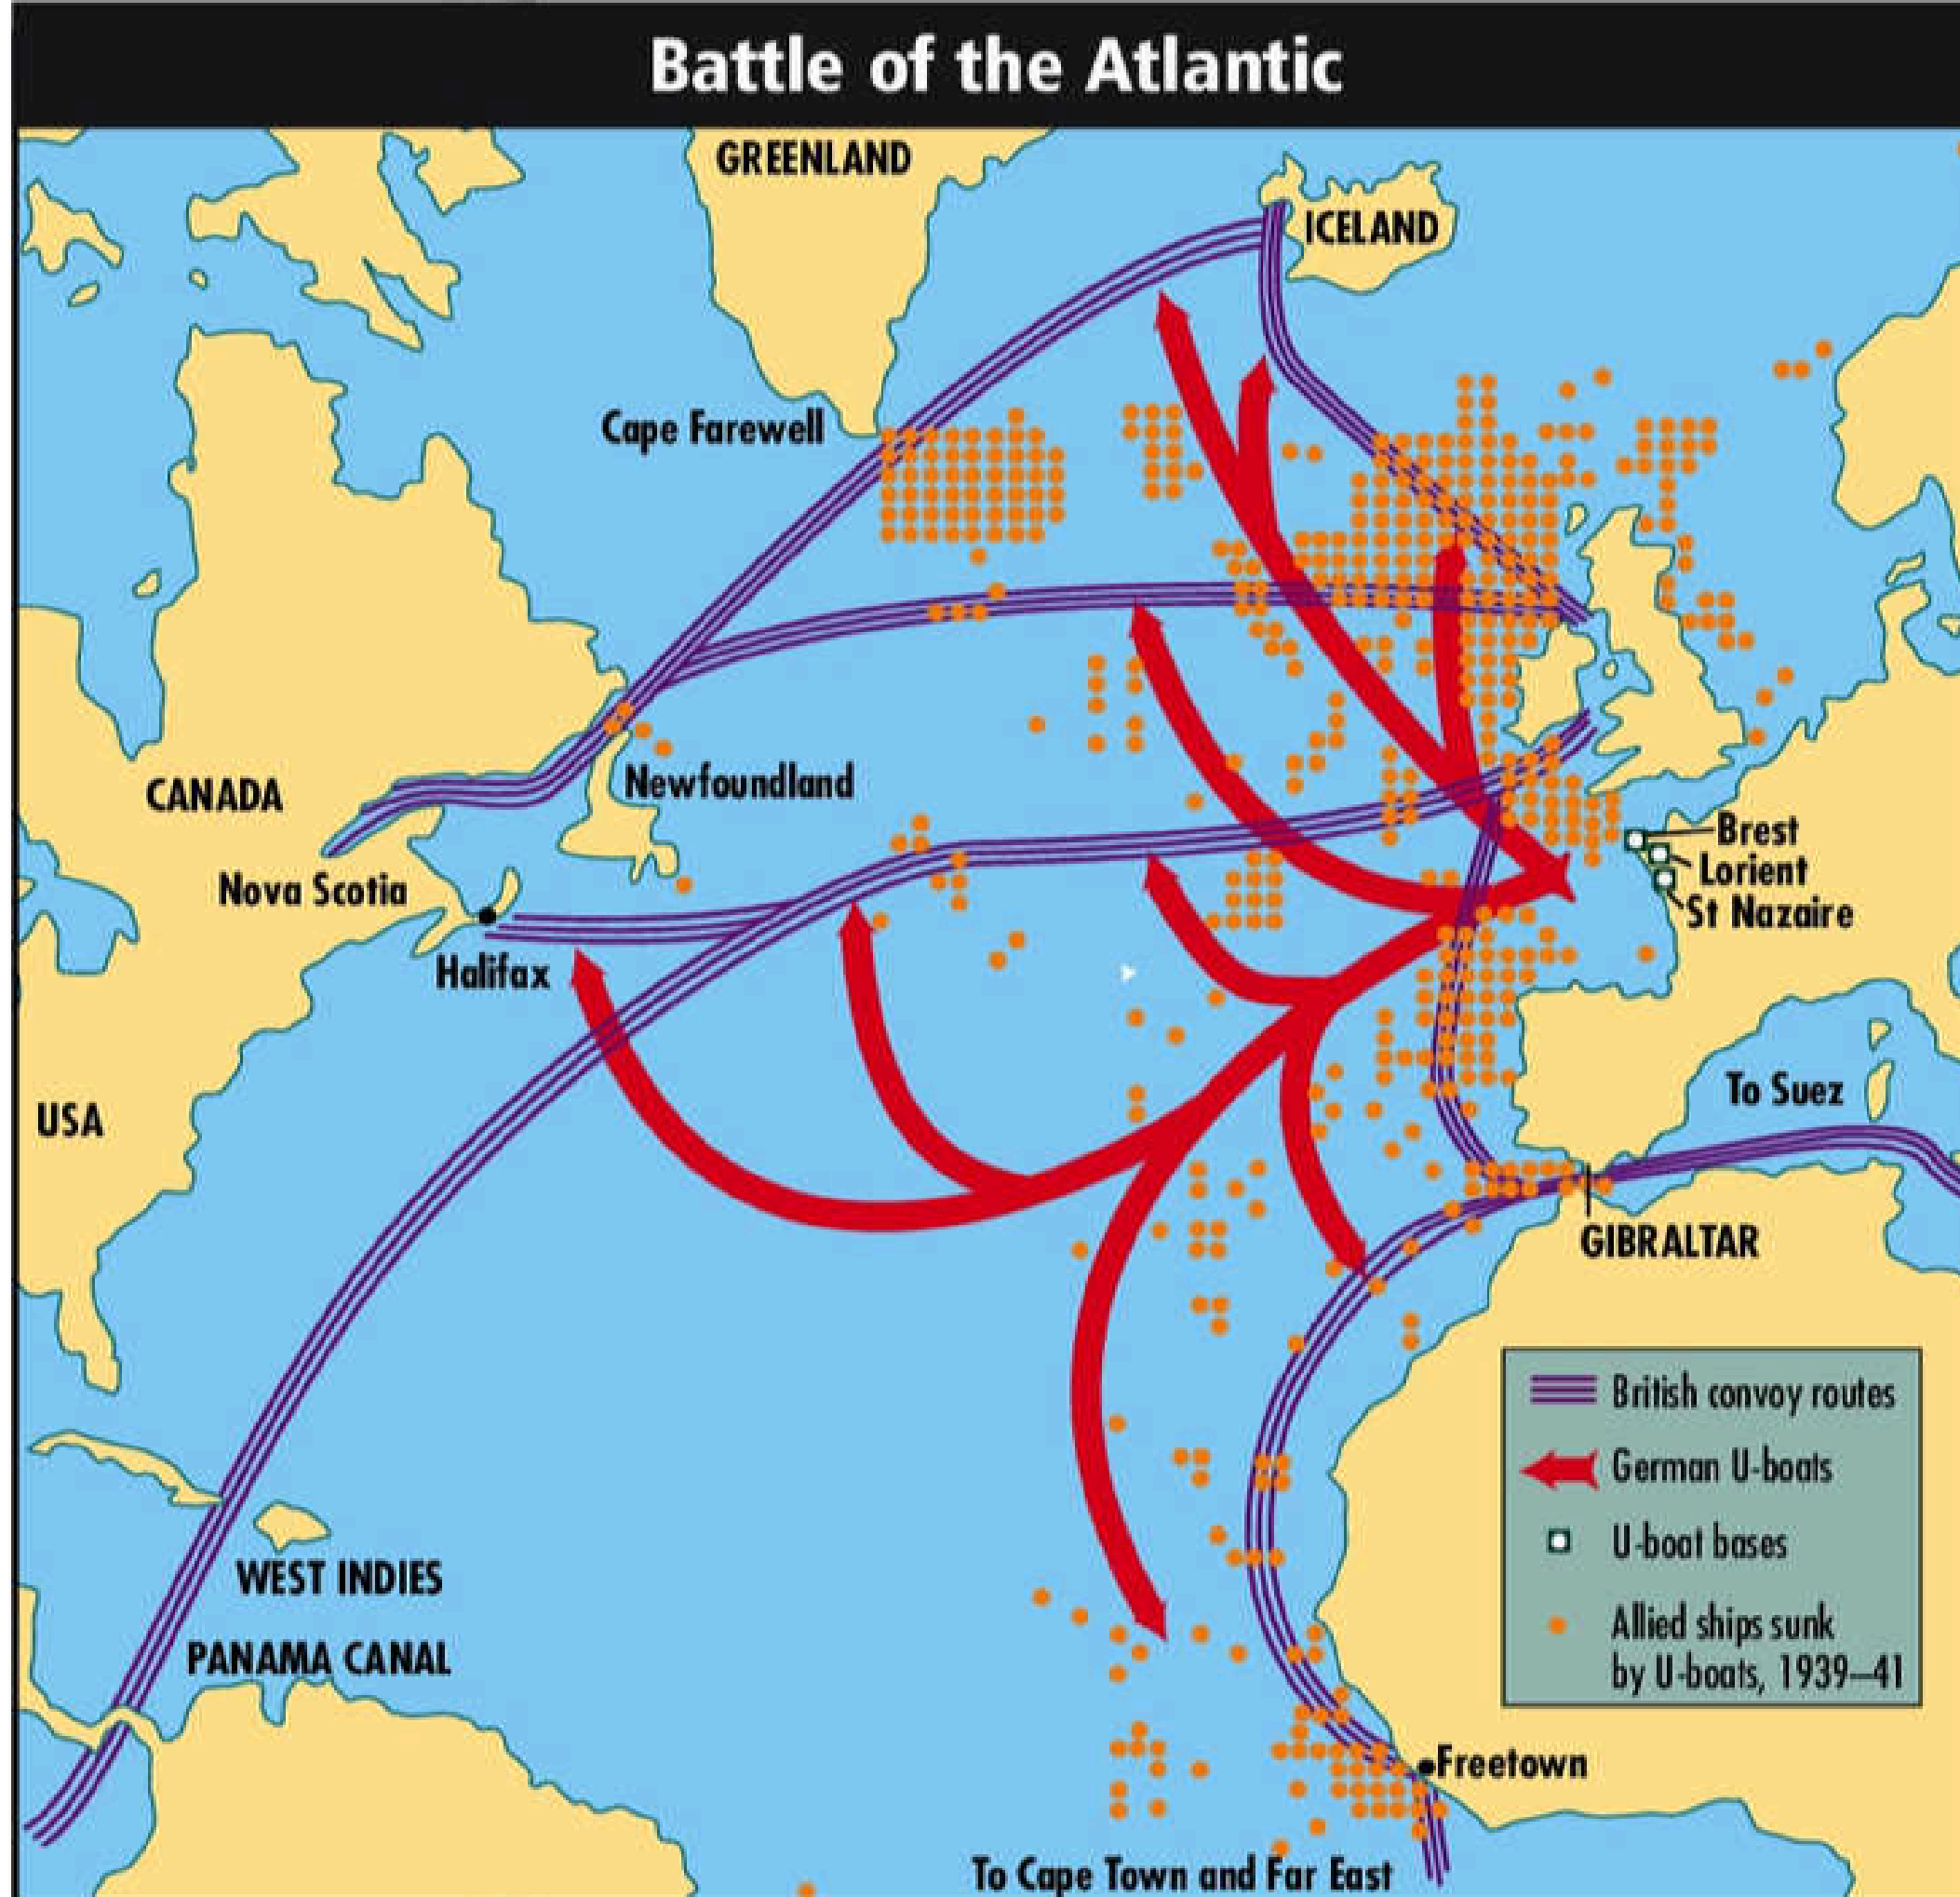 Battle of the Atlantic
GREENLAND
ICELAND
Cape Farewell
CANADA
Newfoundland
Nova Scotia
Halifax
Brest
Lorient
St Nazaire
USA
To Suez
GIBRALTAR
WEST INDIES
PANAMA CANAL
British convoy routes
German U-boats
U-boat bases
Allied ships sunk
by U-boats, 1939–41
Freetown
To Cape Town and Far East